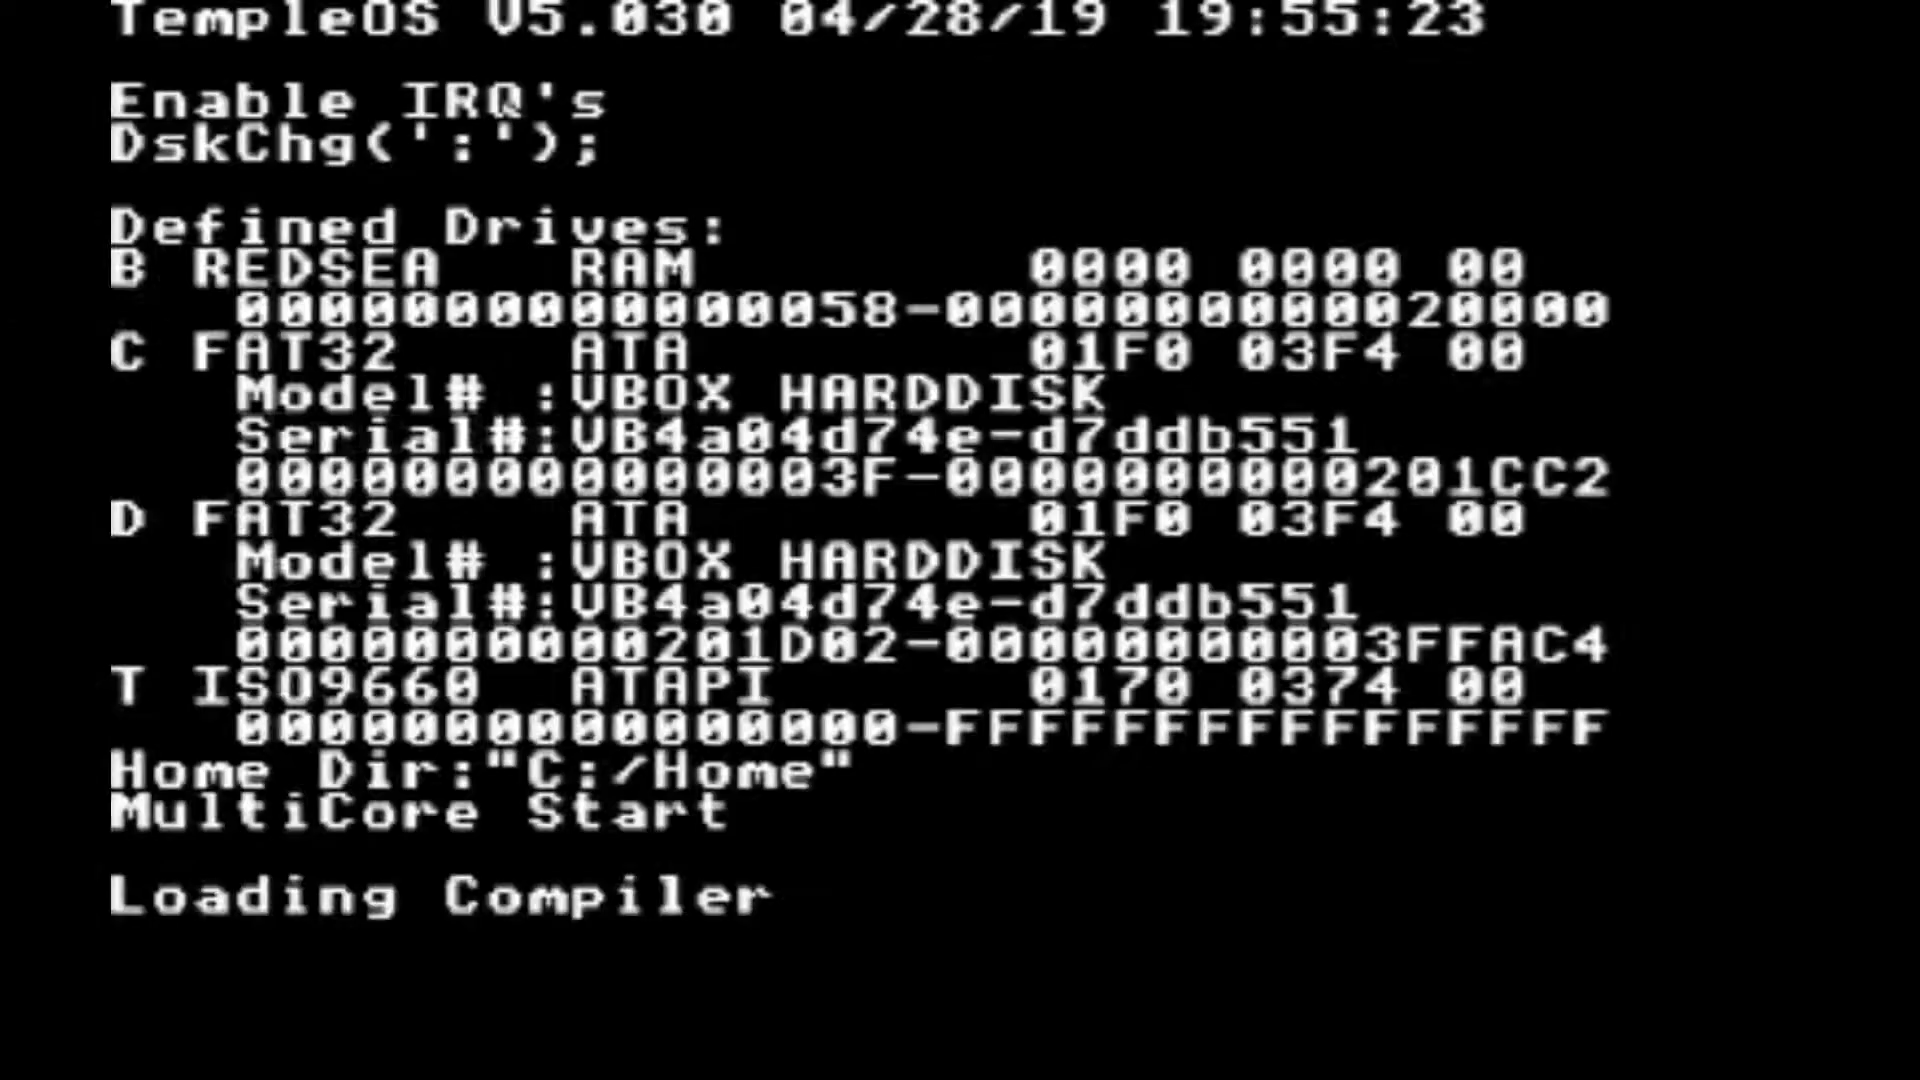 TempleOS V5.030 04/28/19 19:55:23
Enable IRQ's
DskChg(':');
Defined Drives:
B REDSEA   RAM        0000 0000 00
   0000000000000058-0000000000020000
C FAT32    ATA        01F0 03F4 00
   Model# :VBOX HARDDISK
   Serial#:VB4a04d74e-d7ddb551
   000000000000003F-0000000000201CC2
D FAT32    ATA        01F0 03F4 00
   Model# :VBOX HARDDISK
   Serial#:VB4a04d74e-d7ddb551
   0000000000201D02-00000000003FFAC4
T ISO9660  ATAPI      0170 0374 00
   0000000000000000-FFFFFFFFFFFFFFFF
Home Dir:"C:/Home"
MultiCore Start
Loading Compiler